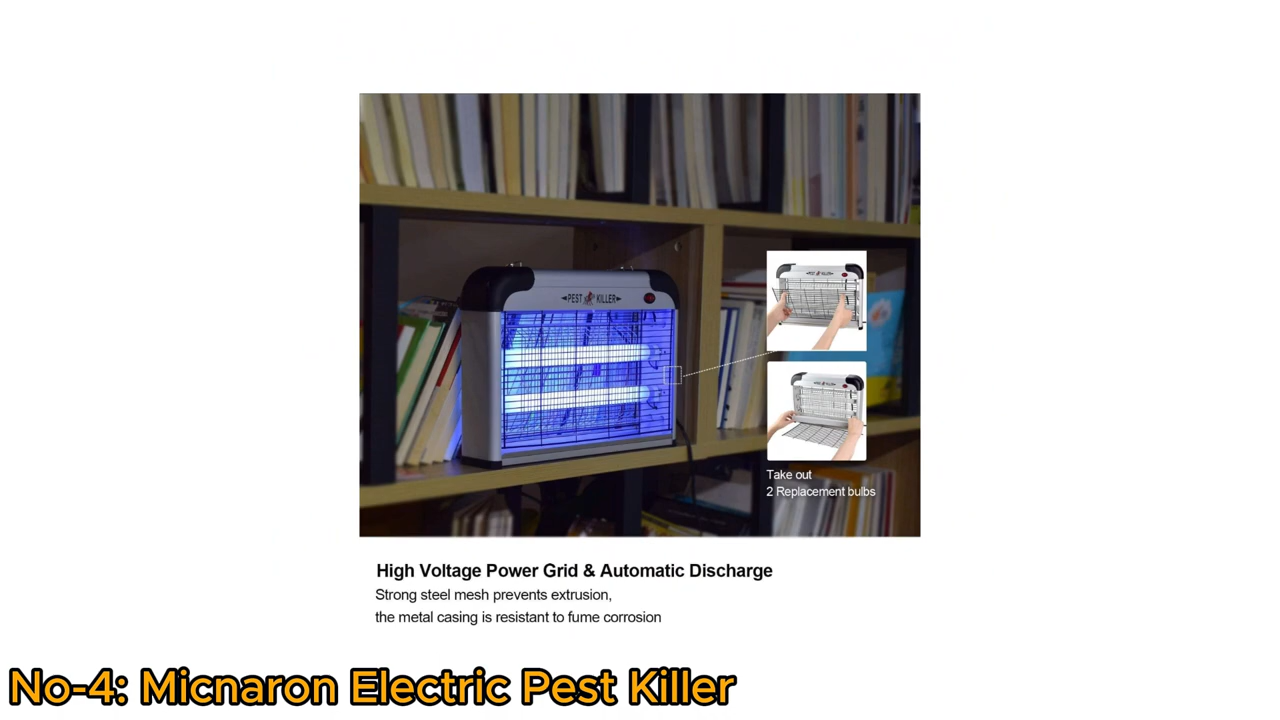 PEST KILLER
Take out
2 Replacement bulbs
High Voltage Power Grid & Automatic Discharge
Strong steel mesh prevents extrusion,
the metal casing is resistant to fume corrosion
No-4: Micnaron Electric Pest Killer